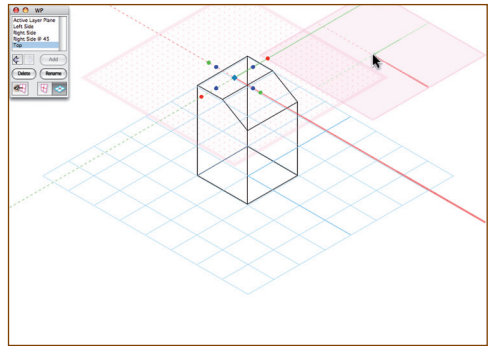 WP
Active Layer Plane
Left Side
Right Side
Right Side @ 45
Top
Add
Delete
Rename